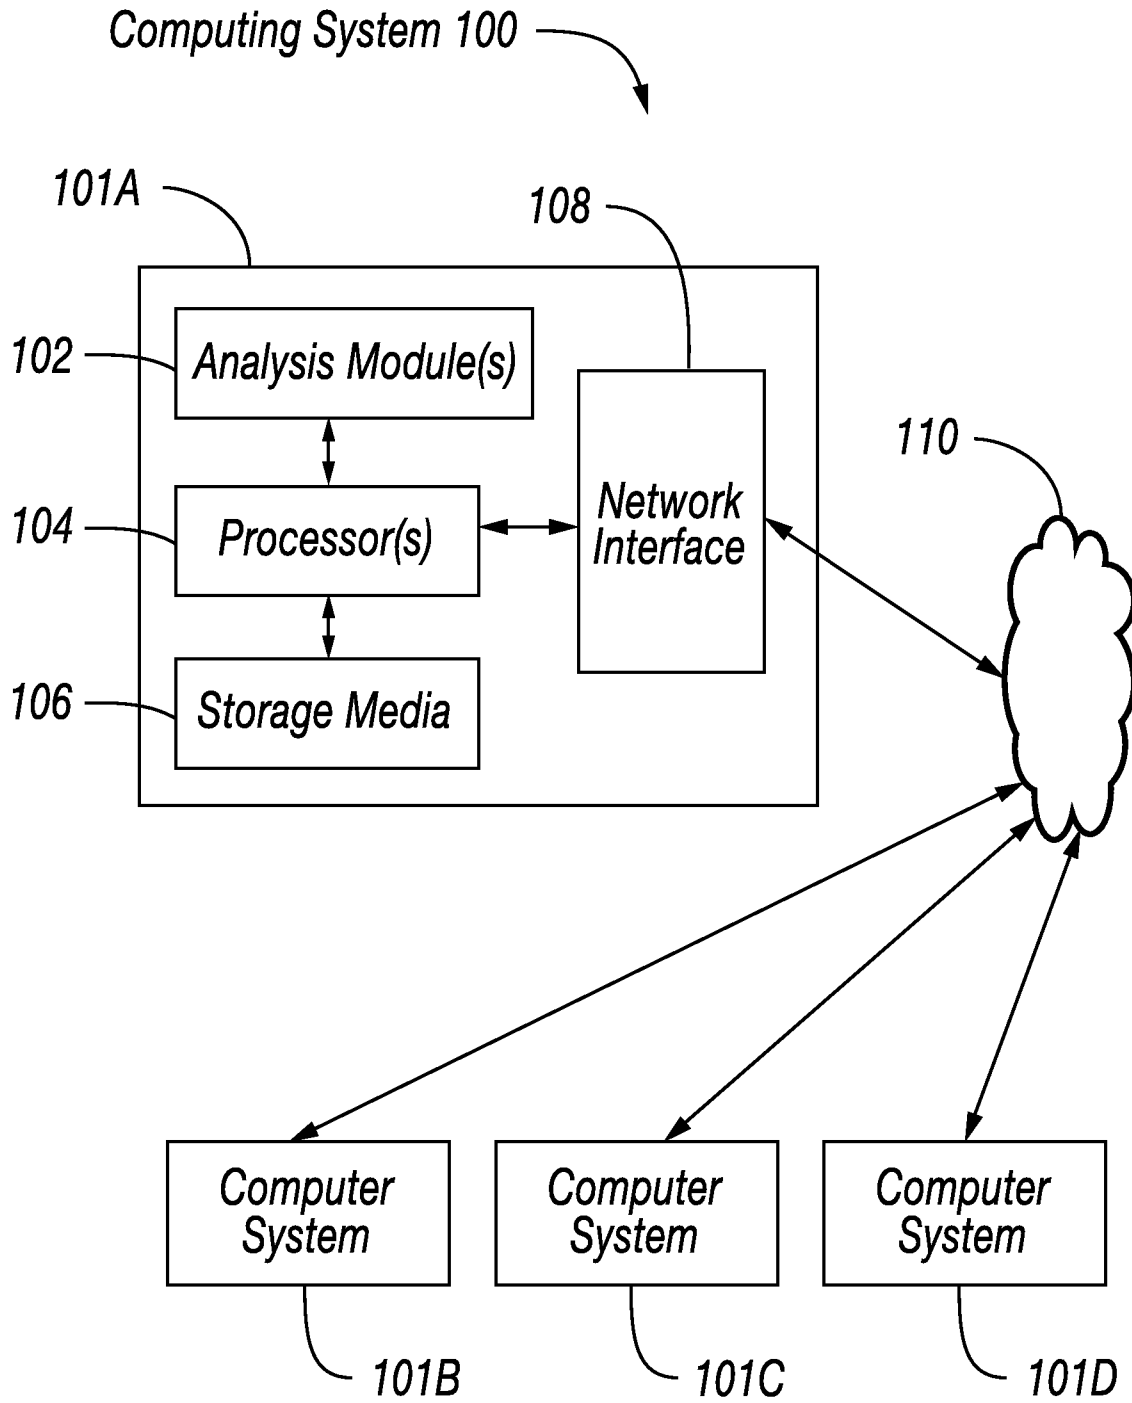 Computing System 100
101A
108
102
Analysis Module(s)
110
104
Processor(s)
Network
Interface
106
Storage Media
Computer
System
Computer
System
Computer
System
101B
101C
101D